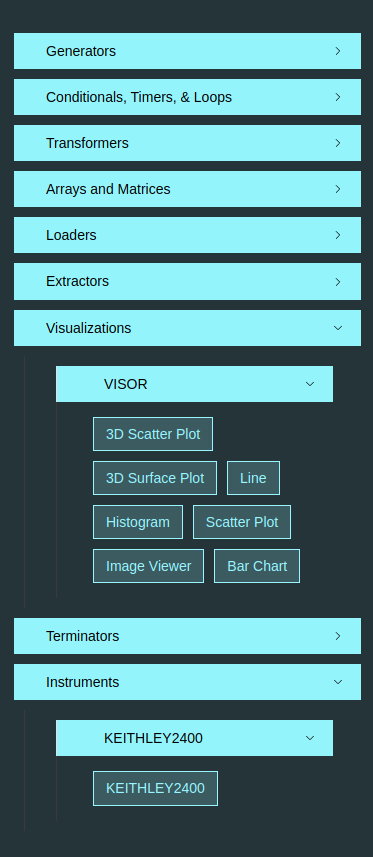 Generators
Conditionals, Timers, & Loops
Transformers
Arrays and Matrices
Loaders
Extractors
Visualizations
VISOR
3D Scatter Plot
3D Surface Plot Line
Histogram Scatter Plot
Image Viewer Bar Chart
Terminators
Instruments
KEITHLEY2400
KEITHLEY2400